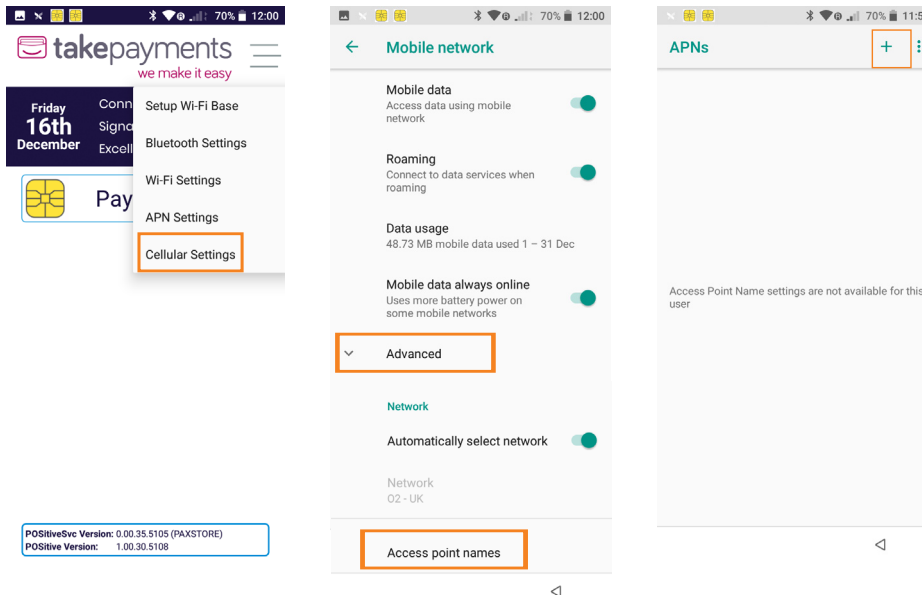 70% 12:00
takepayments
we make it easy
Friday
16th
December
Conn
Signa
Excell
Setup Wi-Fi Base
Bluetooth Settings
Wi-Fi Settings
APN Settings
Cellular Settings
Pay
POSitiveSvc Version: 0.00.35.5105 (PAXSTORE)
POSitive Version: 1.00.30.5108
70% 12:00
Mobile network
Mobile data
Access data using mobile
network
Roaming
Connect to data services when
roaming
Data usage
48.73 MB mobile data used 1 – 31 Dec
Mobile data always online
Uses more battery power on
some mobile networks
Advanced
Network
Automatically select network
Network
O2 - UK
Access point names
70% 11:5
APNs
Access Point Name settings are not available for this
user